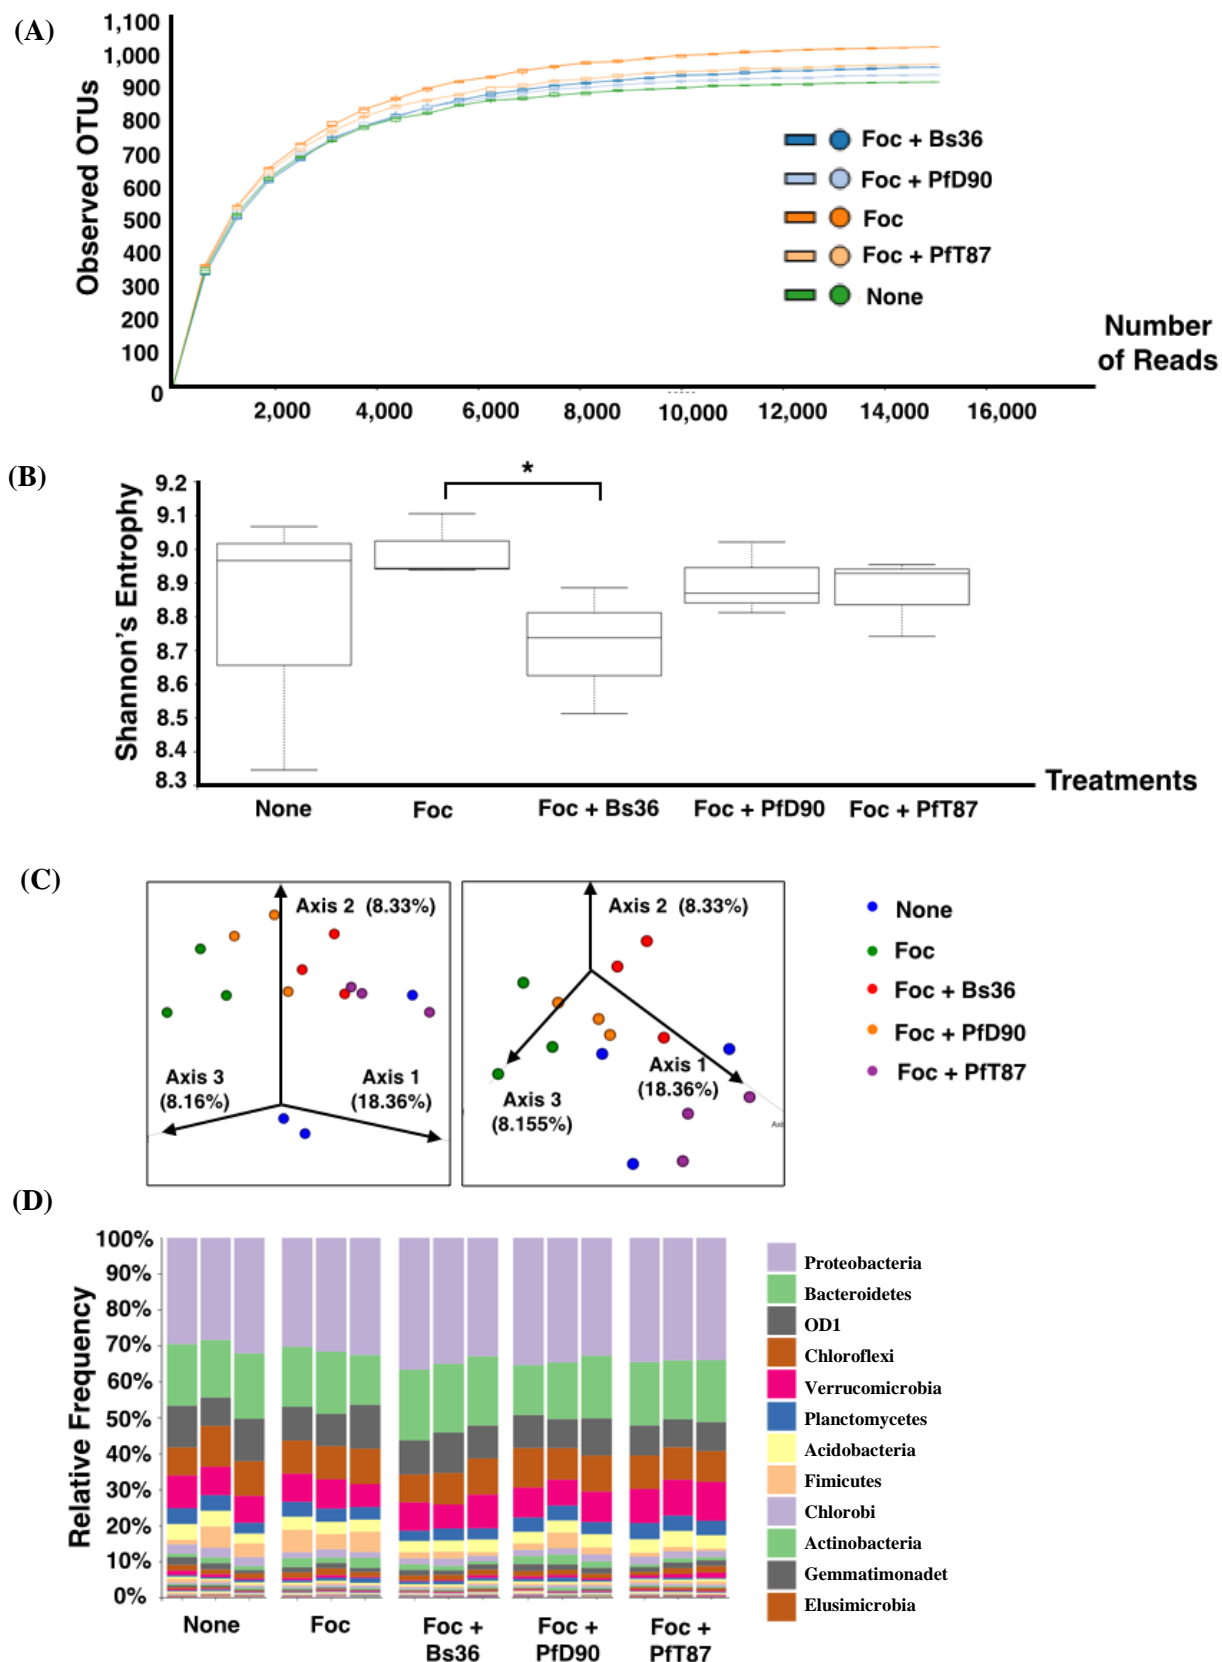 (A)
1,100
1,000
900
800
700
600
500
400
300
200
100
0
Observed OTUs
2,000 4,000 6,000 8,000 10,000 12,000 14,000 16,000
Number
of Reads
Foc + Bs36
Foc + PfD90
Foc
Foc + PfT87
None
(B)
9.2
9.1
9.0
8.9
8.8
8.7
8.6
8.5
8.4
8.3
Shannon's Entrophy
*
None Foc Foc + Bs36 Foc + PfD90 Foc + PfT87
Treatments
(C)
Axis 2 (8.33%)
Axis 3
(8.16%)
Axis 1
(18.36%)
Axis 2 (8.33%)
Axis 1
(18.36%)
Axis 3
(8.155%)
Axi
None
Foc
Foc + Bs36
Foc + PfD90
Foc + PfT87
(D)
100%
90%
80%
70%
60%
50%
40%
30%
20%
10%
0%
Relative Frequency
None Foc Foc + Bs36 Foc + PfD90 Foc + PfT87
Proteobacteria
Bacteroidetes
OD1
Chloroflexi
Verrucomicrobia
Planctomycetes
Acidobacteria
Fimicutes
Chlorobi
Actinobacteria
Gemmatimonadet
Elusimicrobia